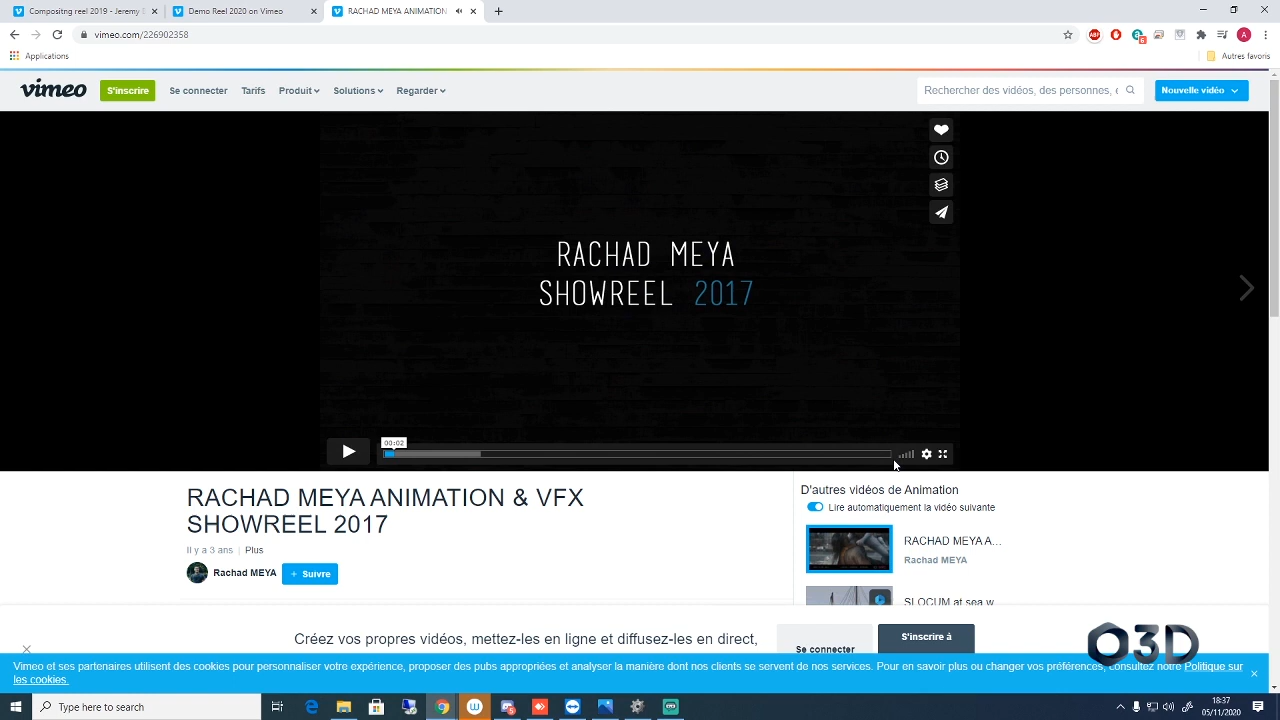 Compositng reel 2019 - Jeremy
Demo Reel 2020 on Vimeo
RACHAD MEYA ANIMATION
vimeo.com/226902358
ABP
6
A
Applications
Autres favoris
vimeo
S'inscrire
Se connecter
Tarifs
Produit
Solutions
Regarder
Rechercher des vidéos, des personnes,
Nouvelle vidéo
RACHAD MEYA
SHOWREEL 2017
00:02
RACHAD MEYA ANIMATION & VFX
SHOWREEL 2017
Il y a 3 ans | Plus
Rachad MEYA
+ Suivre
D'autres vidéos de Animation
Lire automatiquement la vidéo suivante
RACHAD MEYA A...
Rachad MEYA
SLOCUM at sea w
Créez vos propres vidéos, mettez-les en ligne et diffusez-les en direct,
Se connecter
S'inscrire à
O3D
Vimeo et ses partenaires utilisent des cookies pour personnaliser votre expérience, proposer des pubs appropriées et analyser la manière dont nos clients se servent de nos services. Pour en savoir plus ou changer vos préférences, consultez notre Politique sur
les cookies.
Type here to search
18:37
05/11/2020